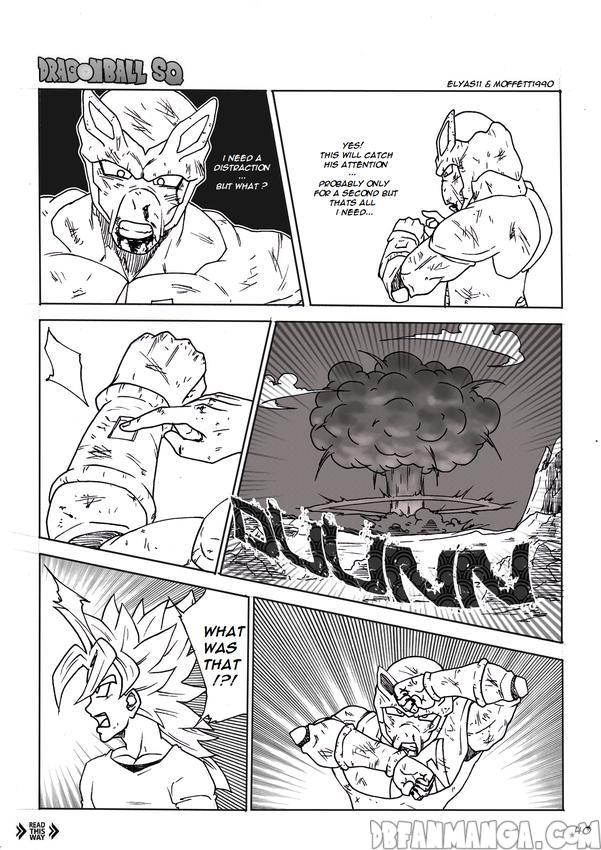 DRAGONBALL SQ
ELYAS11 & MOFFETT1990
I NEED A
DISTRACTION
...
BUT WHAT ?
YES!
THIS WILL CATCH
HIS ATTENTION
...
PROBABLY ONLY
FOR A SECOND BUT
THATS ALL
I NEED...
DUUNN
WHAT
WAS
THAT
!?!
READ
THIS
WAY
40
DBFANMANGA.COM